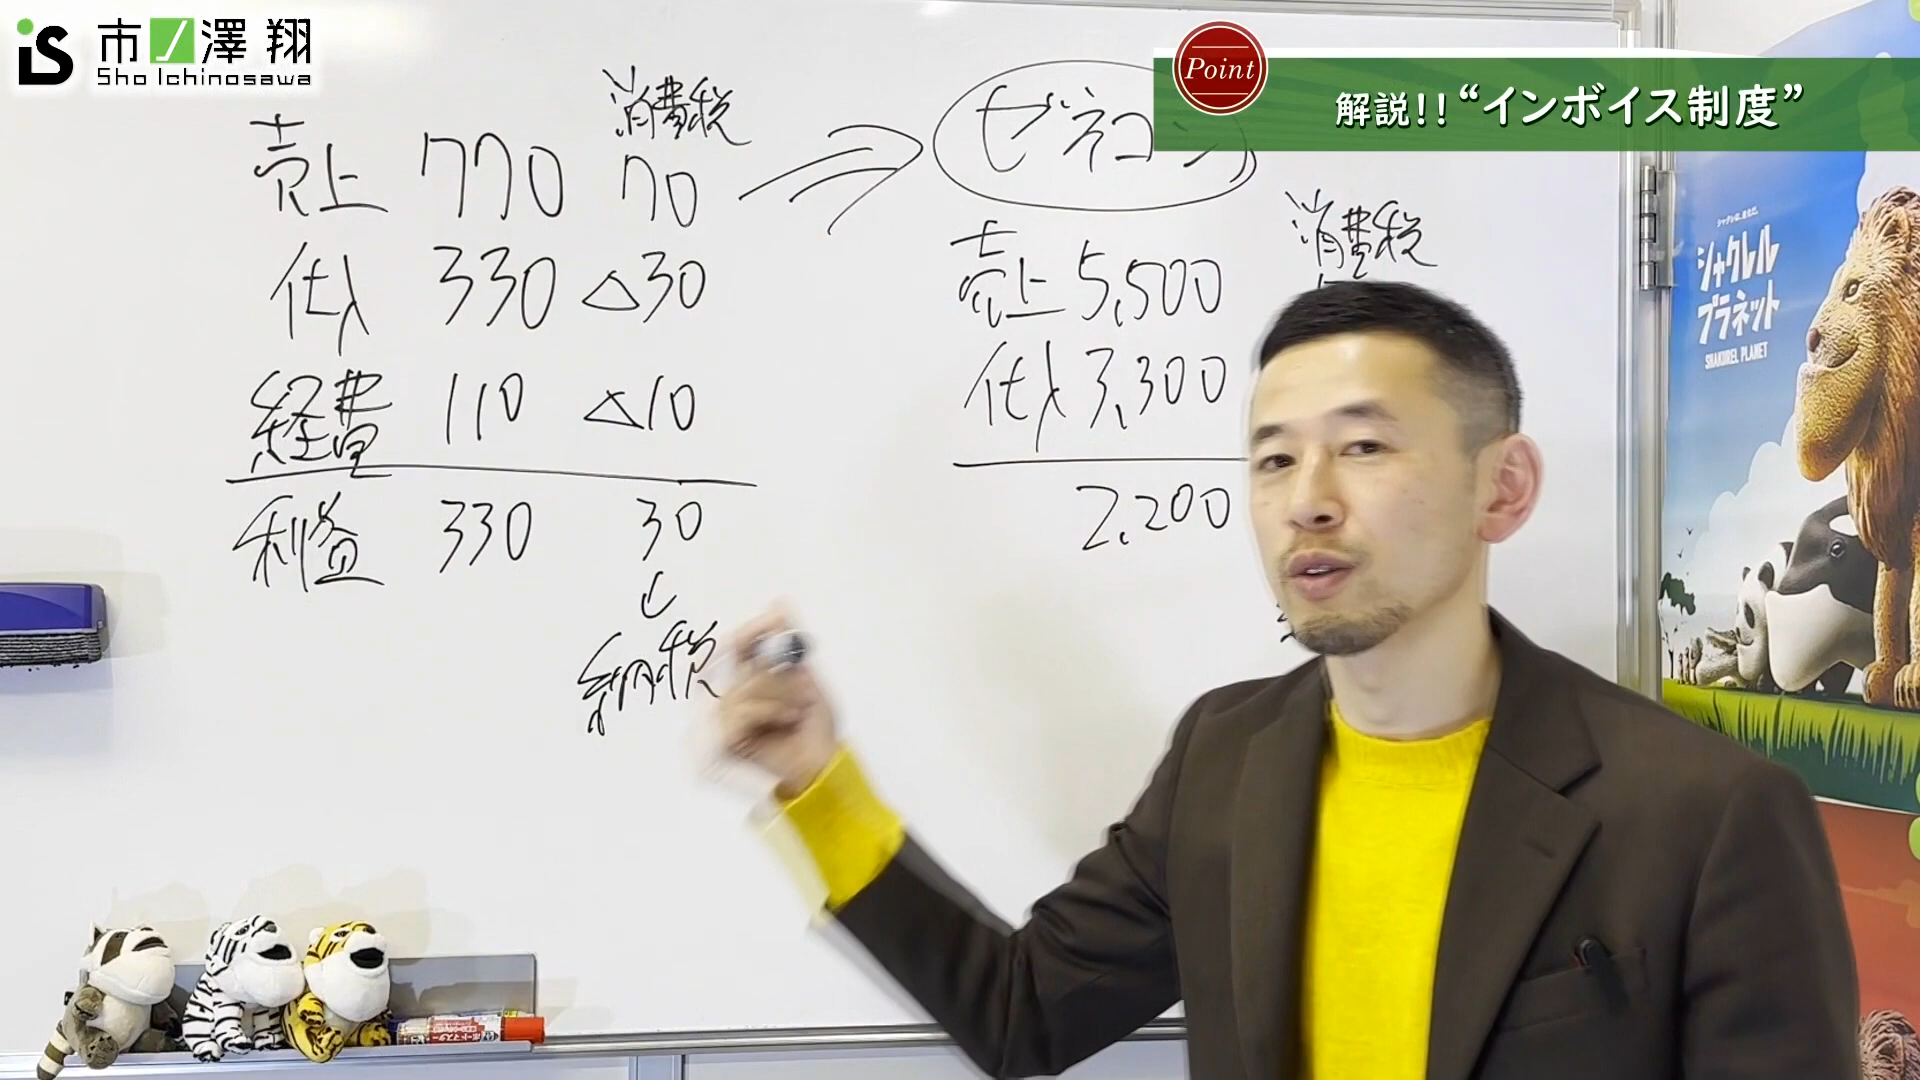 iS 市ノ澤 翔
Sho Ichinosawa
Point
解説!!“インボイス制度”
消費税
売上 770 70
仕入 330 △30
経費 110 △10
利益 330 30
納税
ゼネコン
消費税
売上 5,500
仕入 3,300
2,200
シャクレル
プラネット
SHAKUREL PLANET